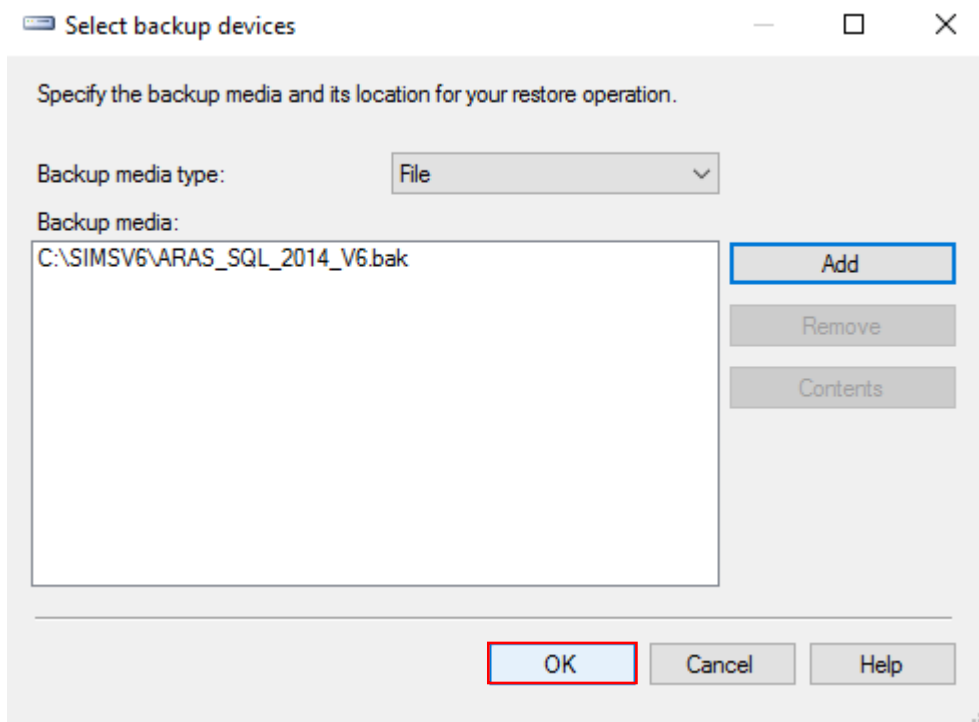 Select backup devices
Specify the backup media and its location for your restore operation.
Backup media type:
File
Backup media:
C:\SIMSV6\ARAS_SQL_2014_V6.bak
Add
Remove
Contents
OK
Cancel
Help